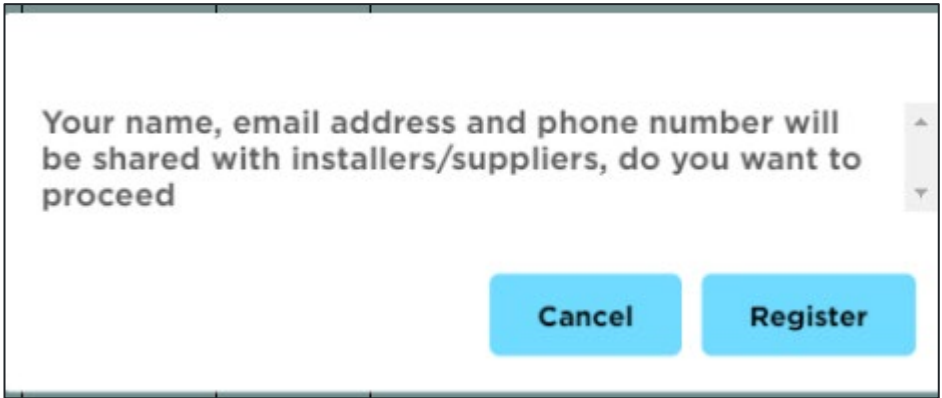 Your name, email address and phone number will
be shared with installers/suppliers, do you want to
proceed
Cancel
Register